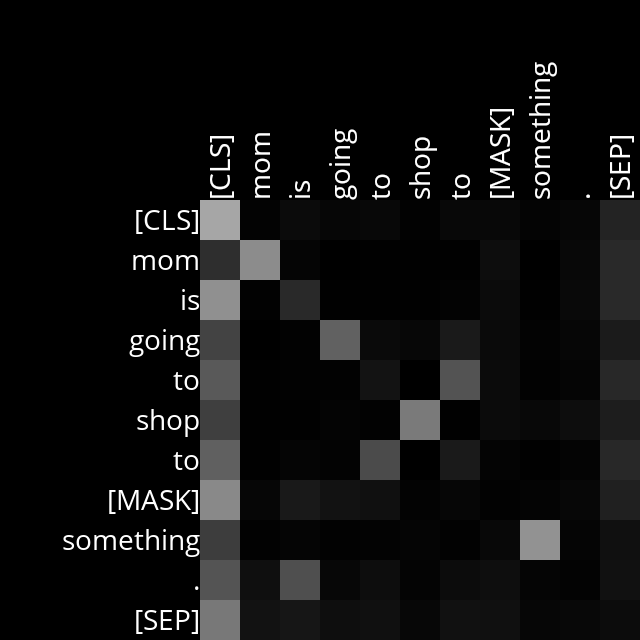 [CLS]
mom
is
going
to
shop
to
[MASK]
something
.
[SEP]
[CLS]
mom
is
going
to
shop
to
[MASK]
something
.
[SEP]